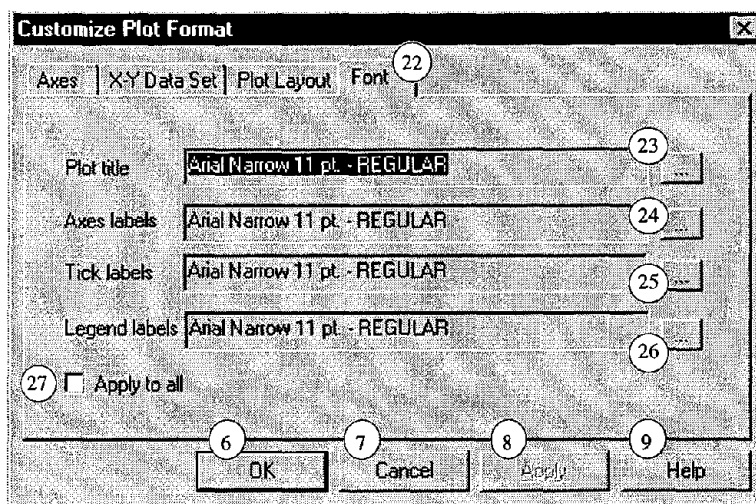 Customize Plot Format
Axes X-Y Data Set Plot Layout Font 22
23
Plot title Arial Narrow 11 pt. - REGULAR ...
24
Axes labels Arial Narrow 11 pt. - REGULAR ...
Tick labels Arial Narrow 11 pt. - REGULAR ...
25
Legend labels Arial Narrow 11 pt. - REGULAR ...
26
27 Apply to all
6 7 8 9
OK Cancel Apply Help